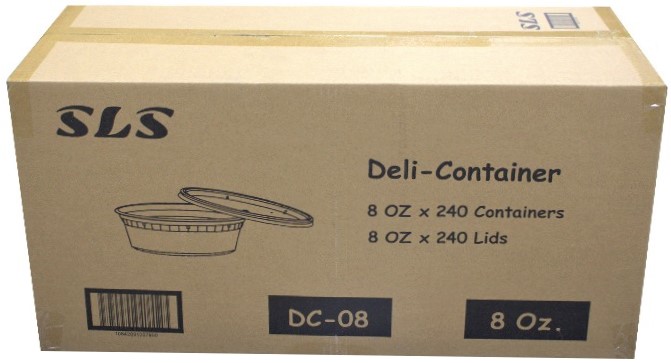 SLS
SLS
Deli-Container
8 OZ x 240 Containers
8 OZ x 240 Lids
DC-08
8 Oz.